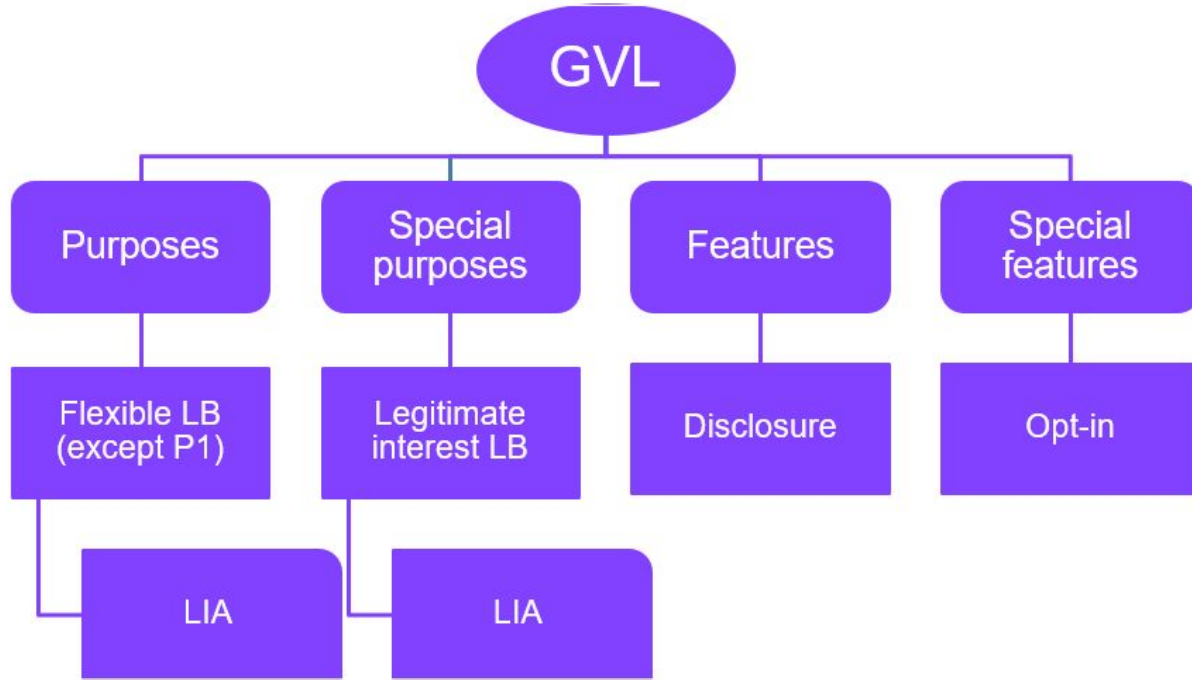 GVL
Purposes
Special
purposes
Features
Special
features
Flexible LB
(except P1)
Legitimate
interest LB
Disclosure
Opt-in
LIA
LIA